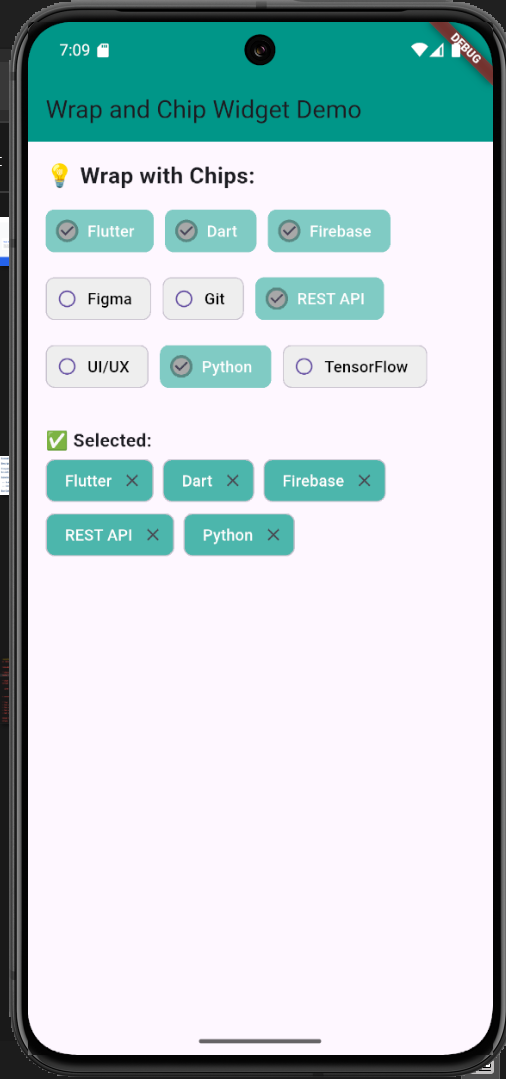 7:09
DEBUG
Wrap and Chip Widget Demo
💡 Wrap with Chips:
Flutter Dart Firebase
Figma Git REST API
UI/UX Python TensorFlow
✅ Selected:
Flutter Dart Firebase
REST API Python